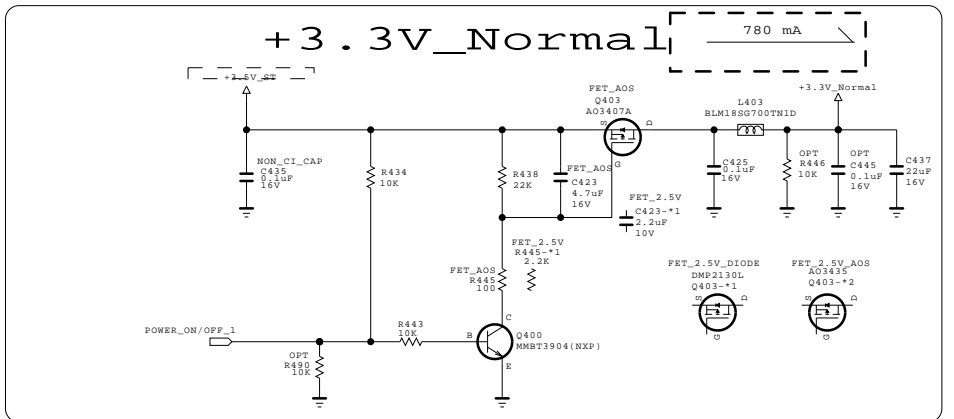 +3.3V_Normal
780 mA
+3.5V_ST
FET_AOS
Q403
AO3407A
S
D
G
L403
BLM18SG700TN1D
+3.3V_Normal
NON_CI_CAP
C435
0.1uF
16V
R434
10K
R438
22K
FET_AOS
C423
4.7uF
16V
FET_2.5V
C423-*1
2.2uF
10V
C425
0.1uF
16V
OPT
R446
10K
OPT
C445
0.1uF
16V
C437
22uF
16V
FET_2.5V
R445-*1
2.2K
FET_AOS
R445
100
FET_2.5V_DIODE
DMP2130L
Q403-*1
S
D
G
FET_2.5V_AOS
AO3435
Q403-*2
S
D
G
POWER_ON/OFF_1
OPT
R490
10K
R443
10K
B
C
E
Q400
MMBT3904(NXP)